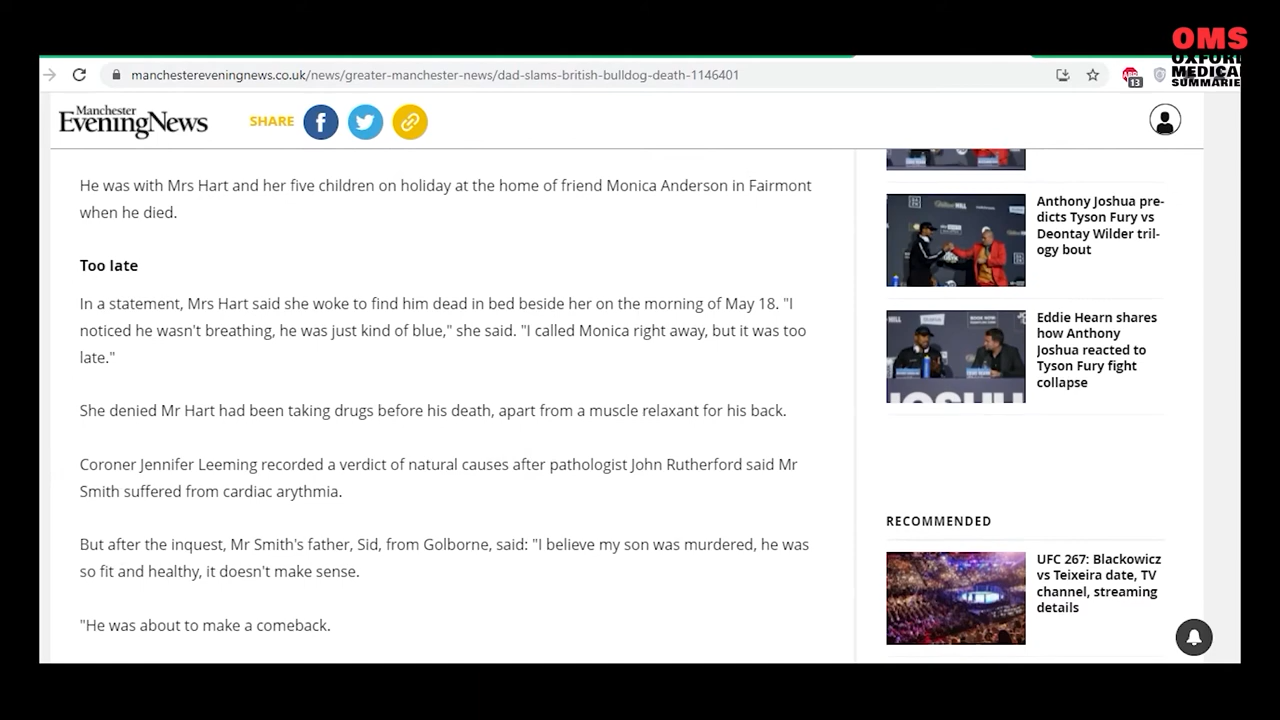 OMS
OXFORD
MEDICAL
SUMMARIES
manchestereveningnews.co.uk/news/greater-manchester-news/dad-slams-british-bulldog-death-1146401
13
Manchester
EveningNews
SHARE
He was with Mrs Hart and her five children on holiday at the home of friend Monica Anderson in Fairmont
when he died.
Too late
In a statement, Mrs Hart said she woke to find him dead in bed beside her on the morning of May 18. "I
noticed he wasn't breathing, he was just kind of blue," she said. "I called Monica right away, but it was too
late."
She denied Mr Hart had been taking drugs before his death, apart from a muscle relaxant for his back.
Coroner Jennifer Leeming recorded a verdict of natural causes after pathologist John Rutherford said Mr
Smith suffered from cardiac arythmia.
But after the inquest, Mr Smith's father, Sid, from Golborne, said: "I believe my son was murdered, he was
so fit and healthy, it doesn't make sense.
"He was about to make a comeback.
Anthony Joshua pre-
dicts Tyson Fury vs
Deontay Wilder tril-
ogy bout
Eddie Hearn shares
how Anthony
Joshua reacted to
Tyson Fury fight
collapse
RECOMMENDED
UFC 267: Blackowicz
vs Teixeira date, TV
channel, streaming
details